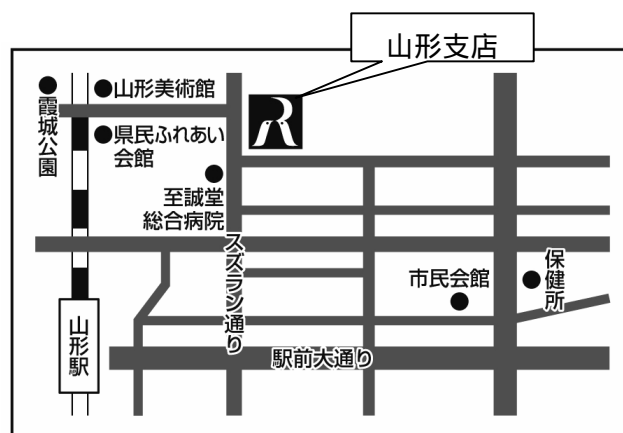 山形支店
山形美術館
霞城公園
県民ふれあい
会館
至誠堂
総合病院
スズラン通り
保健所
市民会館
山形駅
駅前大通り